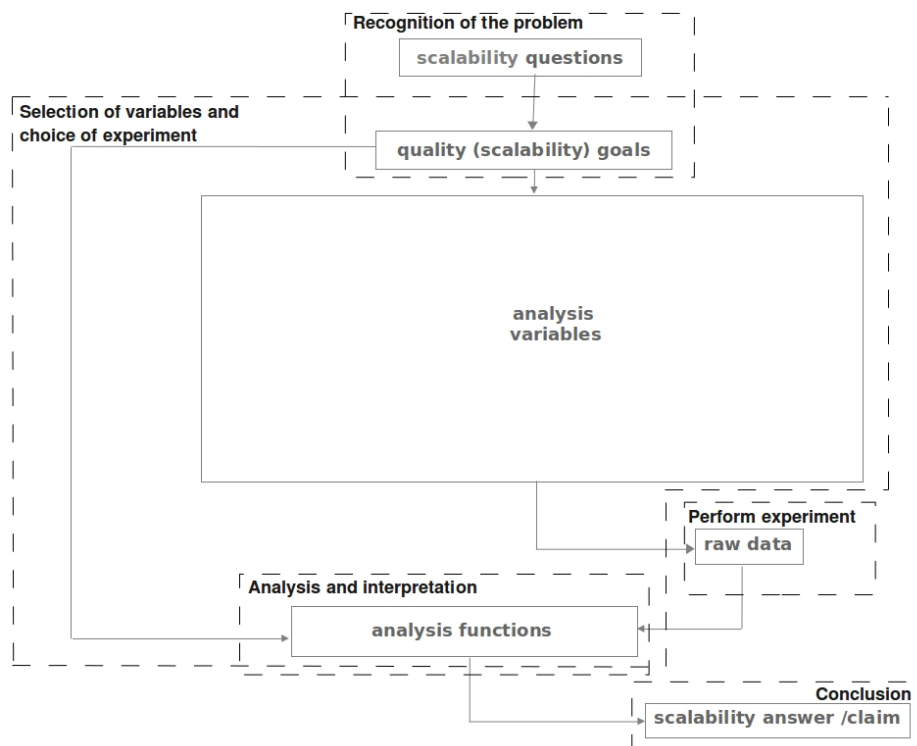 Recognition of the problem
scalability questions
Selection of variables and
choice of experiment
quality (scalability) goals
analysis
variables
Perform experiment
raw data
Analysis and interpretation
analysis functions
Conclusion
scalability answer /claim